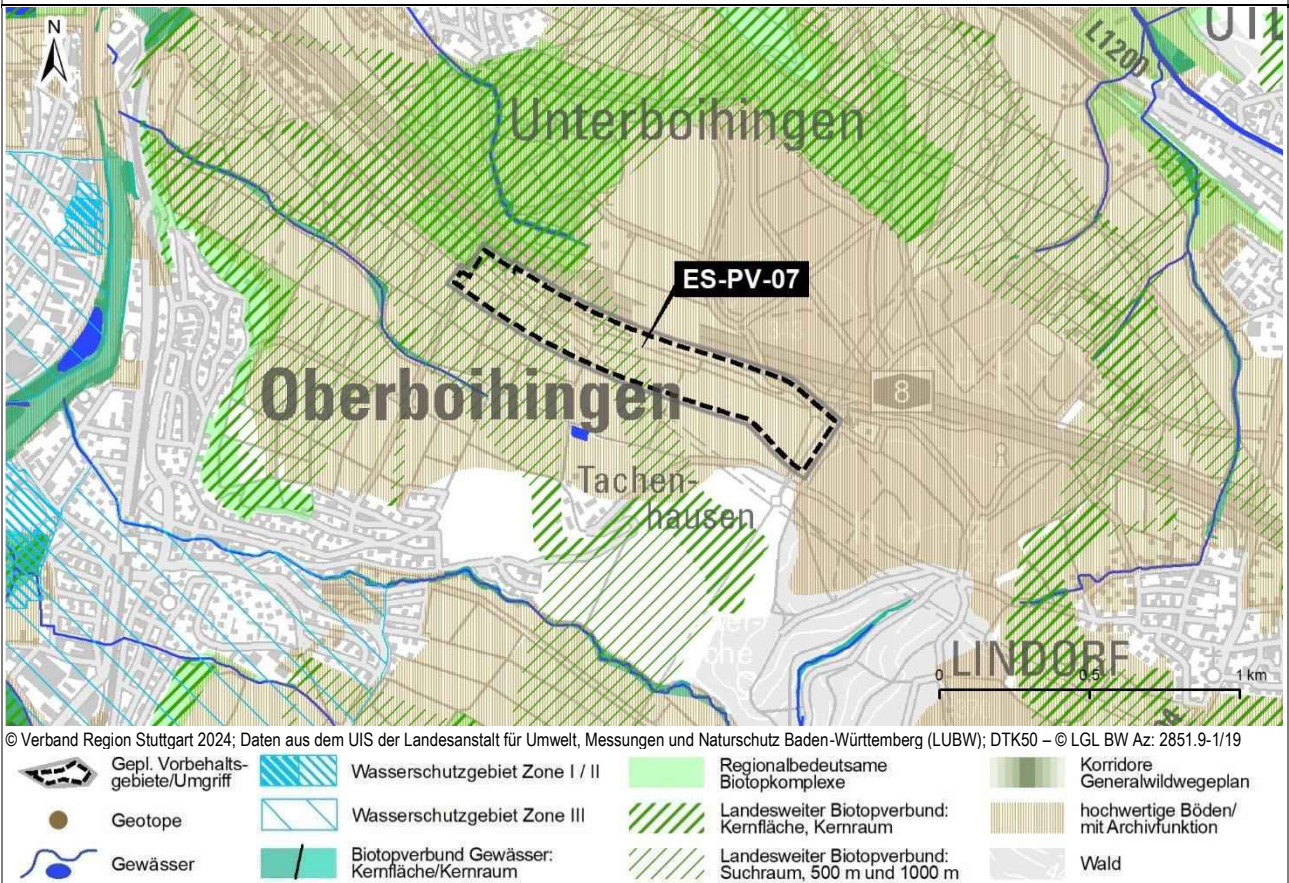 N
UTE
L1200
Unterboihingen
ES-PV-07
8
Oberboihingen
Tachen-
hausen
LINDORF
0 0.5 1 km
© Verband Region Stuttgart 2024; Daten aus dem UIS der Landesanstalt für Umwelt, Messungen und Naturschutz Baden-Württemberg (LUBW); DTK50 – © LGL BW Az: 2851.9-1/19
Gepl. Vorbehalts-
gebiete/Umgriff
Wasserschutzgebiet Zone I / II
Regionalbedeutsame
Biotopkomplexe
Korridore
Generalwildwegeplan
Geotope
Wasserschutzgebiet Zone III
Landesweiter Biotopverbund:
Kernfläche, Kernraum
hochwertige Böden/
mit Archivfunktion
Gewässer
Biotopverbund Gewässer:
Kernfläche/Kernraum
Landesweiter Biotopverbund:
Suchraum, 500 m und 1000 m
Wald